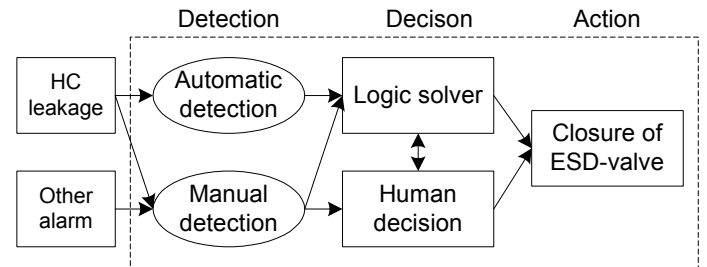 Detection
Decison
Action
HC
leakage
Automatic
detection
Logic solver
Closure of
ESD-valve
Other
alarm
Manual
detection
Human
decision